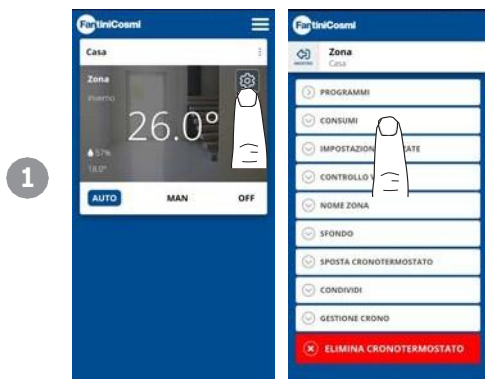 1
FantiniCosmi
Casa
Zona
Inverno
26.0°
57%
18.0°
AUTO MAN OFF
FantiniCosmi
Zona
Casa
PROGRAMMI
CONSUMI
CONTROLLO
NOME ZONA
SFONDO
SPOSTA CRONOTERMOSTATO
CONDIVIDI
GESTIONE CRONO
ELIMINA CRONOTERMOSTATO